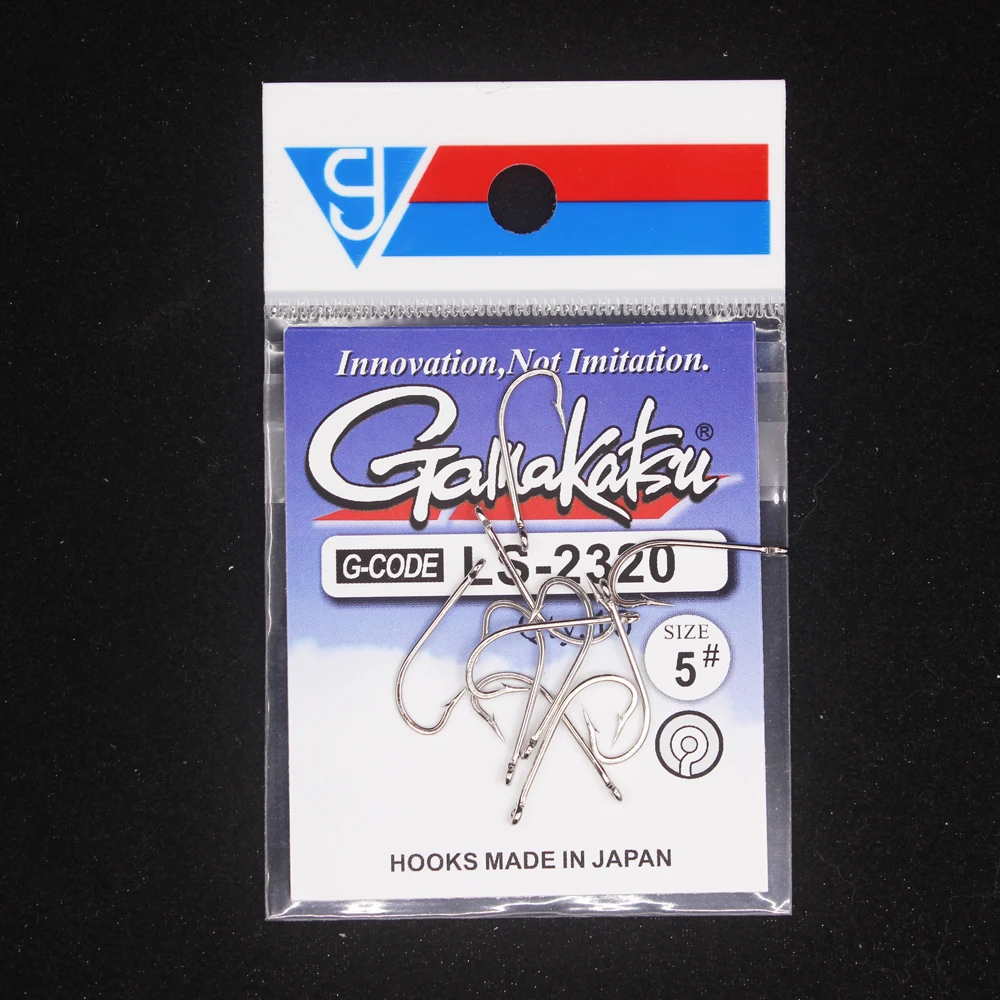 Innovation, Not Imitation.
Gamakatsu®
G-CODE LS-2320
SIZE
5#
HOOKS MADE IN JAPAN